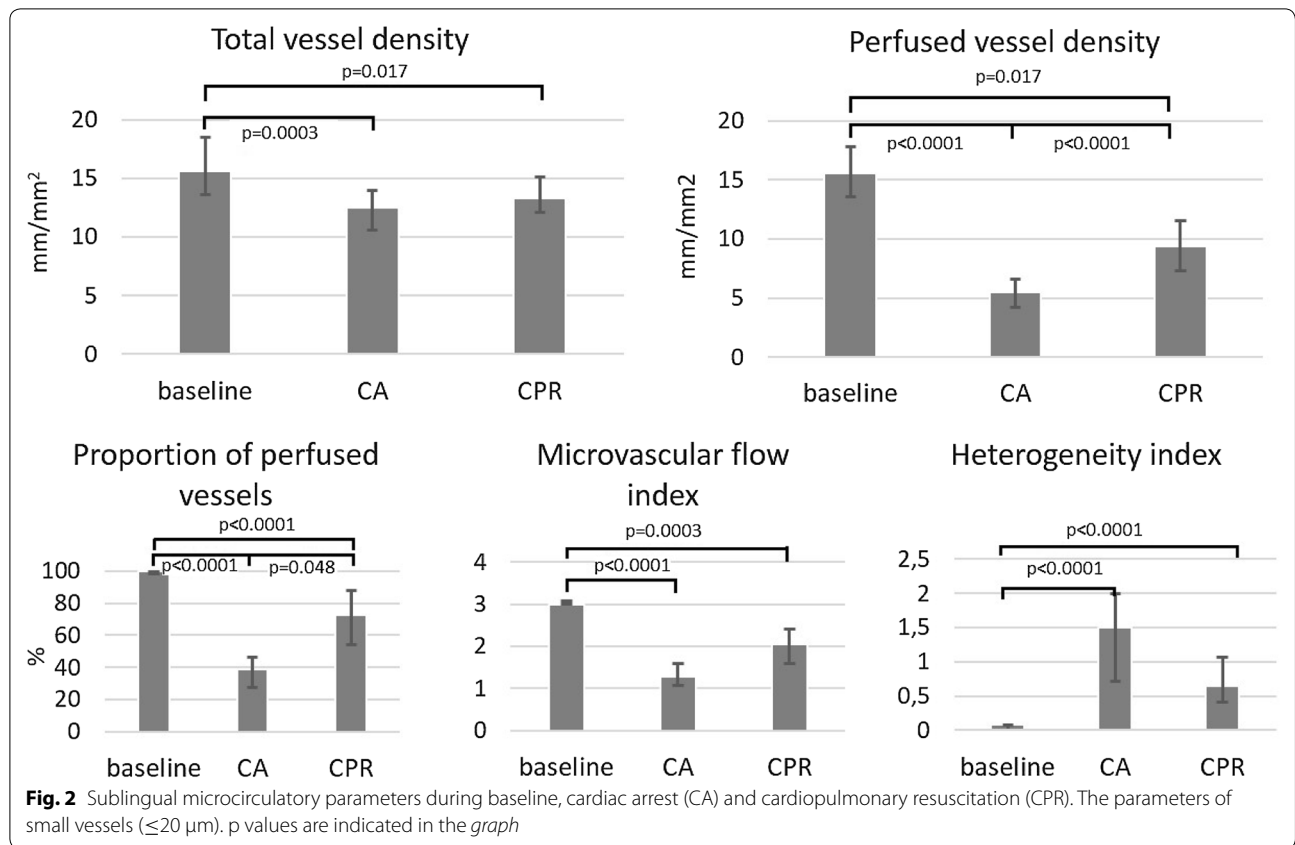 Total vessel density
p=0.017
p=0.0003
20
15
10
5
0
mm/mm²
baseline CA CPR
Perfused vessel density
p=0.017
p<0.0001 p<0.0001
20
15
10
5
0
mm/mm2
baseline CA CPR
Proportion of perfused
vessels
p<0.0001
p<0.0001 p=0.048
100
80
60
40
20
0
%
baseline CA CPR
Microvascular flow
index
p=0.0003
p<0.0001
4
3
2
1
0
baseline CA CPR
Heterogeneity index
p<0.0001
p<0.0001
2,5
2
1,5
1
0,5
0
baseline CA CPR
Fig. 2 Sublingual microcirculatory parameters during baseline, cardiac arrest (CA) and cardiopulmonary resuscitation (CPR). The parameters of
small vessels (≤20 μm). p values are indicated in the graph